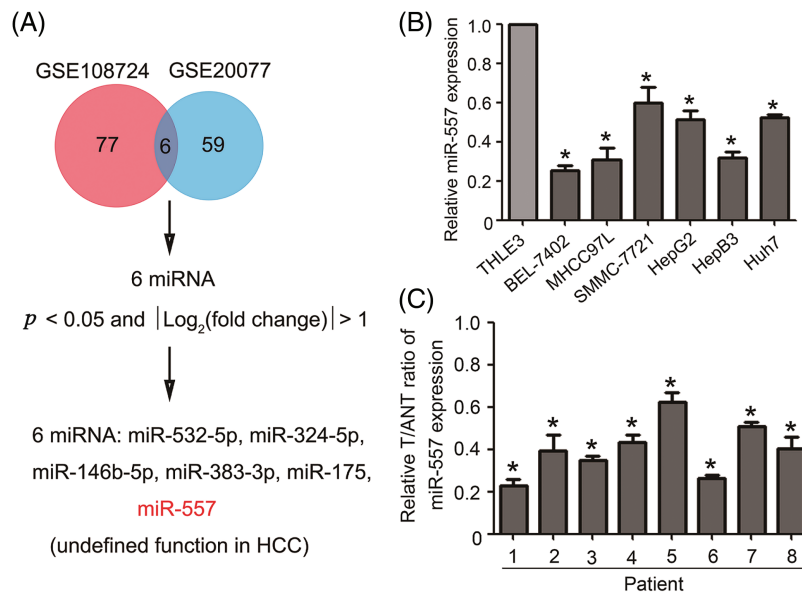 (A)
GSE108724
GSE20077
77
6
59
6 miRNA
p < 0.05 and |Log₂(fold change)| > 1
6 miRNA: miR-532-5p, miR-324-5p,
miR-146b-5p, miR-383-3p, miR-175,
miR-557
(undefined function in HCC)
(B)
Relative miR-557 expression
1.0
0.8
0.6
0.4
0.2
0
*
*
*
*
*
*
THLE3
BEL-7402
MHCC97L
SMMC-7721
HepG2
HepB3
Huh7
(C)
Relative T/ANT ratio of
miR-557 expression
1.0
0.8
0.6
0.4
0.2
0
*
*
*
*
*
*
*
*
1 2 3 4 5 6 7 8
Patient